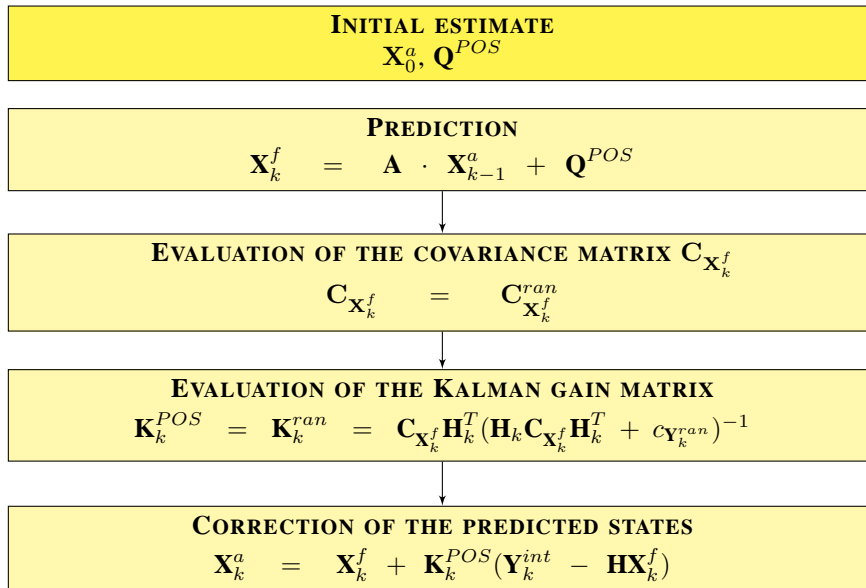 INITIAL ESTIMATE
X_0^a, Q^{POS}
PREDICTION
X_k^f = A · X_{k-1}^a + Q^{POS}
EVALUATION OF THE COVARIANCE MATRIX C_{X_k^f}
C_{X_k^f} = C_{X_k^f}^{ran}
EVALUATION OF THE KALMAN GAIN MATRIX
K_k^{POS} = K_k^{ran} = C_{X_k^f} H_k^T (H_k C_{X_k^f} H_k^T + c_{Y_k^{ran}})^{-1}
CORRECTION OF THE PREDICTED STATES
X_k^a = X_k^f + K_k^{POS} (Y_k^{int} - HX_k^f)